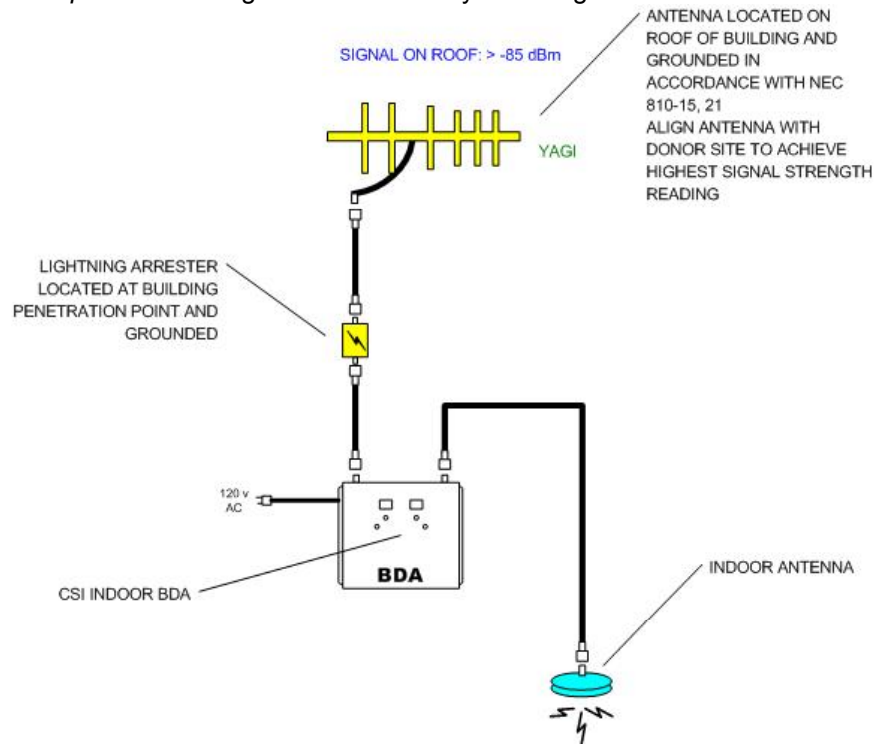 SIGNAL ON ROOF: > -85 dBm
ANTENNA LOCATED ON
ROOF OF BUILDING AND
GROUNDED IN
ACCORDANCE WITH NEC
810-15, 21
ALIGN ANTENNA WITH
DONOR SITE TO ACHIEVE
HIGHEST SIGNAL STRENGTH
READING
YAGI
LIGHTNING ARRESTER
LOCATED AT BUILDING
PENETRATION POINT AND
GROUNDED
120 v
AC
BDA
CSI INDOOR BDA
INDOOR ANTENNA